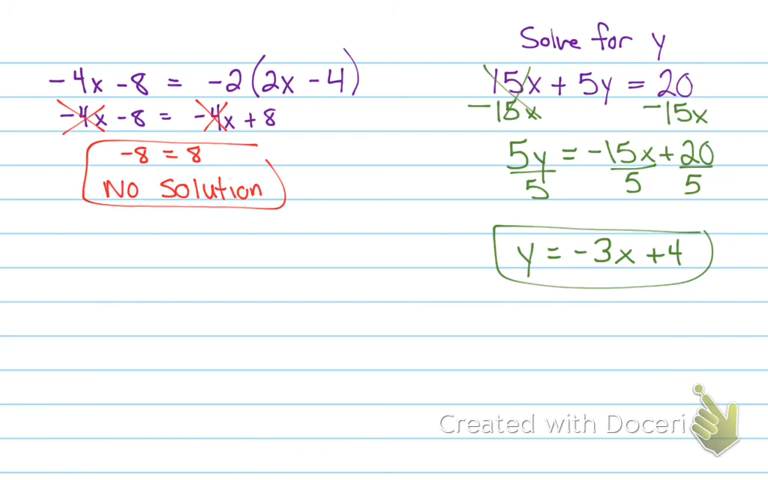 -4x - 8 = -2(2x - 4)
-4x - 8 = -4x + 8
-8 = 8
No Solution
Solve for y
15x + 5y = 20
-15x -15x
5y = -15x + 20
5 5 5
y = -3x + 4
Created with Doceri